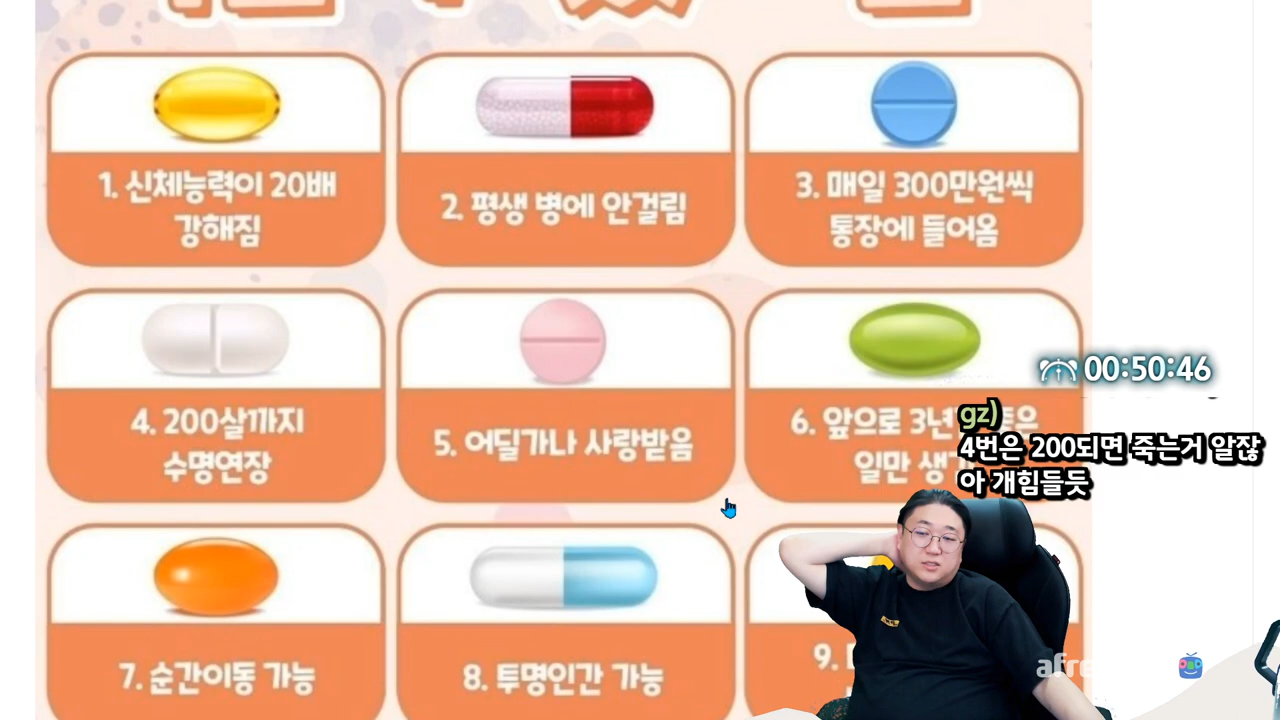 1. 신체능력이 20배
강해짐
2. 평생 병에 안걸림
3. 매일 300만원씩
통장에 들어옴
4. 200살까지
수명연장
5. 어딜가나 사랑받음
6. 앞으로 3년
일만 생
00:50:46
gz)
4번은 200되면 죽는거 알잖
아 개힘들듯
7. 순간이동 가능
8. 투명인간 가능
9.
afre